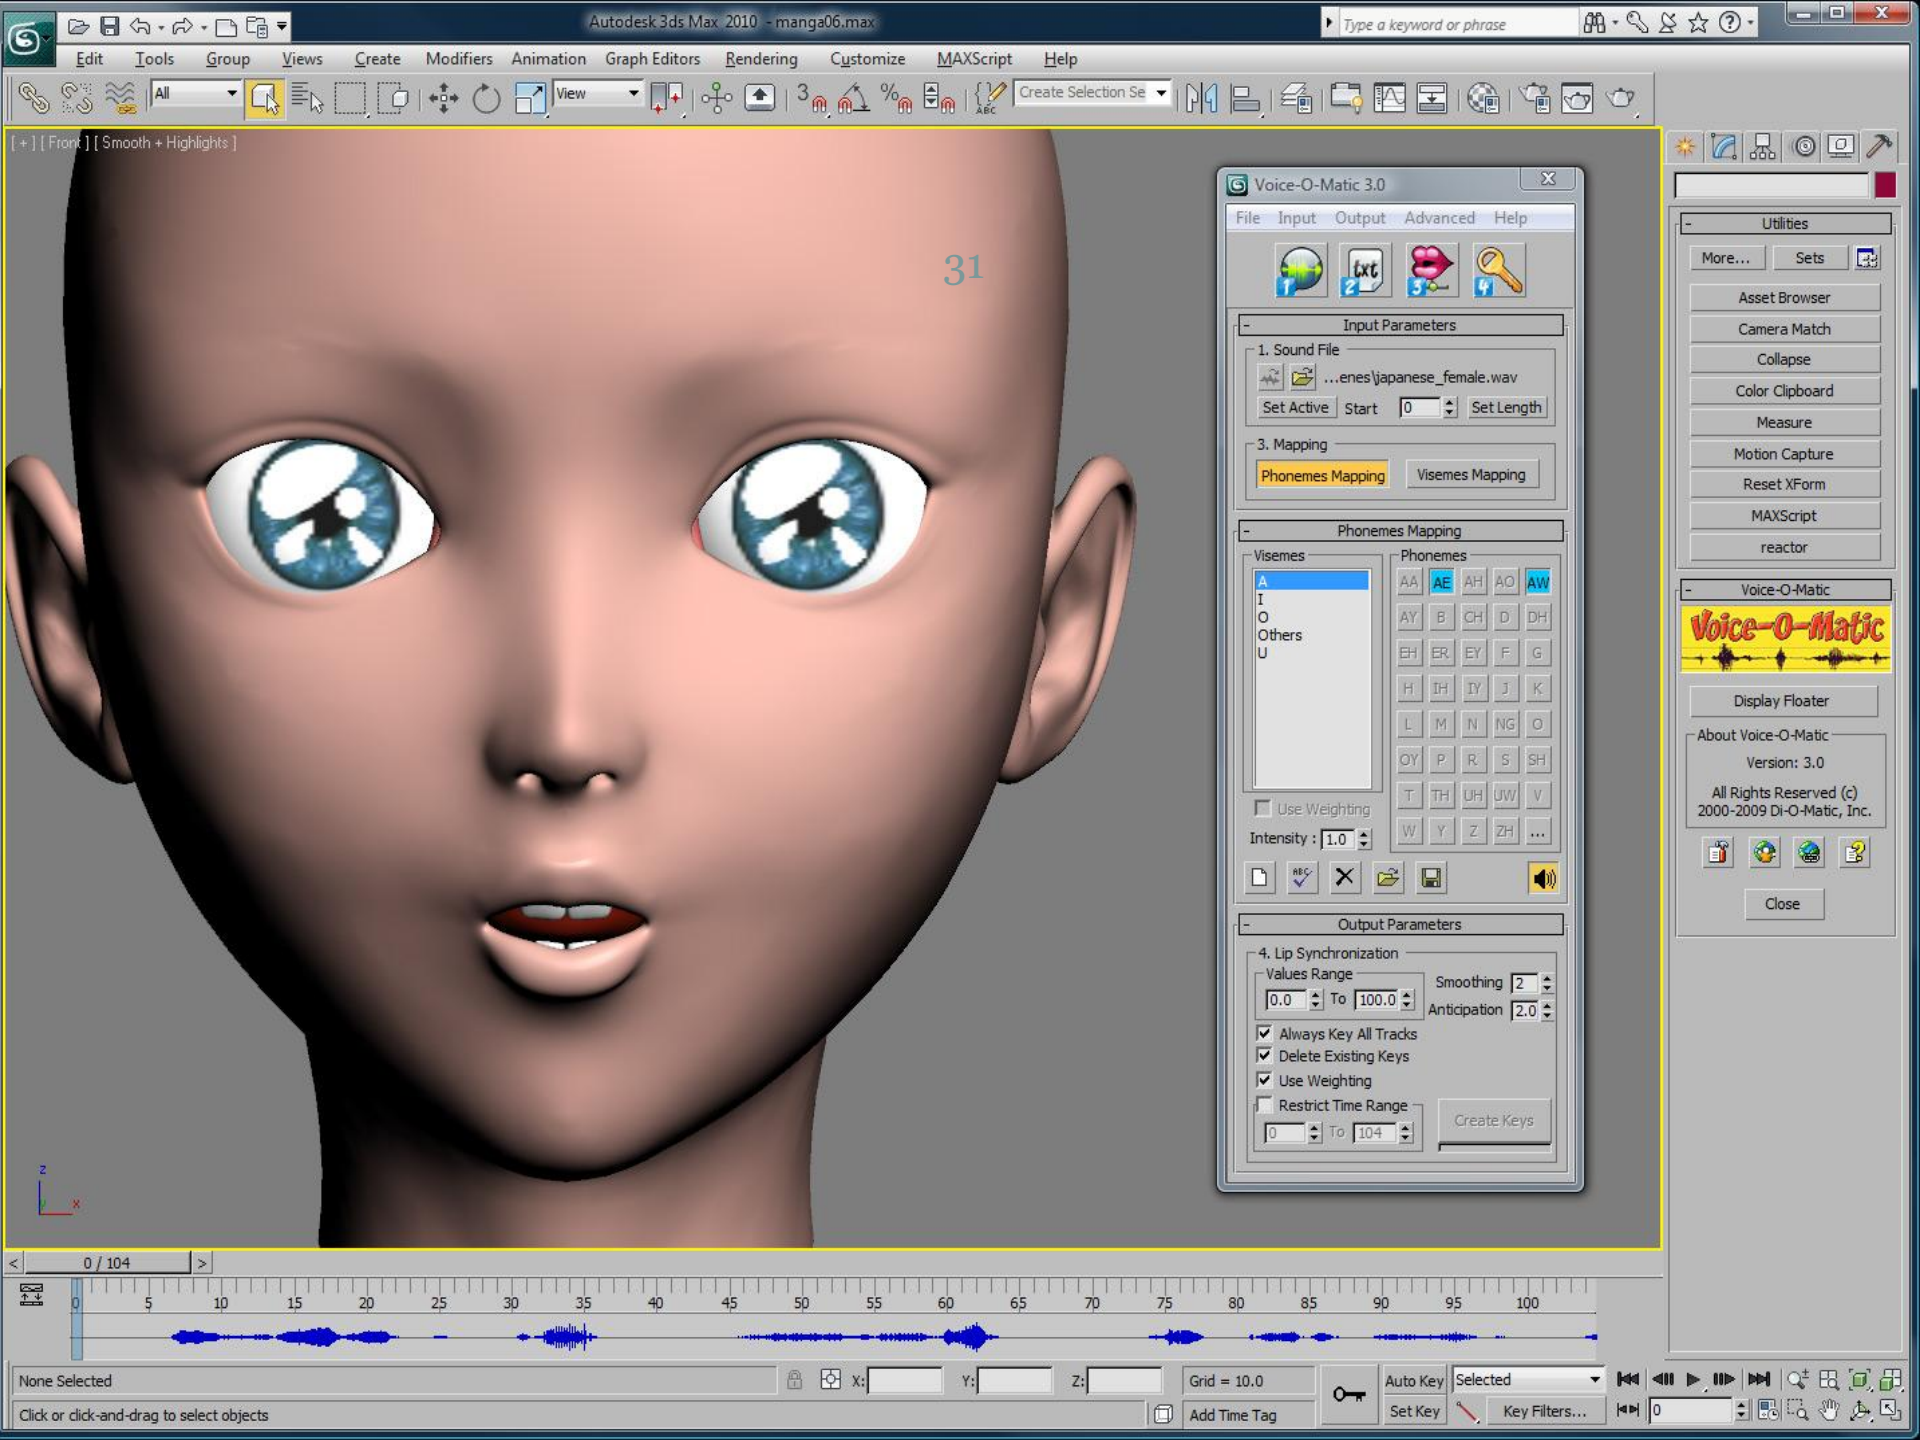 Autodesk 3ds Max 2010 - manga06.max
Type a keyword or phrase
Edit Tools Group Views Create Modifiers Animation Graph Editors Rendering Customize MAXScript Help
All
View
Create Selection Se
[ + ] [ Front ] [ Smooth + Highlights ]
31
Voice-O-Matic 3.0
File Input Output Advanced Help
1 txt 2 3 4
Input Parameters
1. Sound File
...enes\japanese_female.wav
Set Active Start 0 Set Length
3. Mapping
Phonemes Mapping Visemes Mapping
Phonemes Mapping
Visemes
A
I
O
Others
U
Phonemes
AA AE AH AO AW
AY B CH D DH
EH ER EY F G
H IH IY J K
L M N NG O
OY P R S SH
T TH UH UW V
W Y Z ZH ...
Use Weighting
Intensity : 1.0
Output Parameters
4. Lip Synchronization
Values Range
0.0 To 100.0
Smoothing 2
Anticipation 2.0
Always Key All Tracks
Delete Existing Keys
Use Weighting
Restrict Time Range
0 To 104
Create Keys
Utilities
More... Sets
Asset Browser
Camera Match
Collapse
Color Clipboard
Measure
Motion Capture
Reset XForm
MAXScript
reactor
Voice-O-Matic
Voice-O-Matic
Display Floater
About Voice-O-Matic
Version: 3.0
All Rights Reserved (c)
2000-2009 Di-O-Matic, Inc.
Close
z
x
< 0 / 104 >
0 5 10 15 20 25 30 35 40 45 50 55 60 65 70 75 80 85 90 95 100
None Selected X: Y: Z: Grid = 10.0 Auto Key Selected
Click or click-and-drag to select objects Add Time Tag Set Key Key Filters... 0